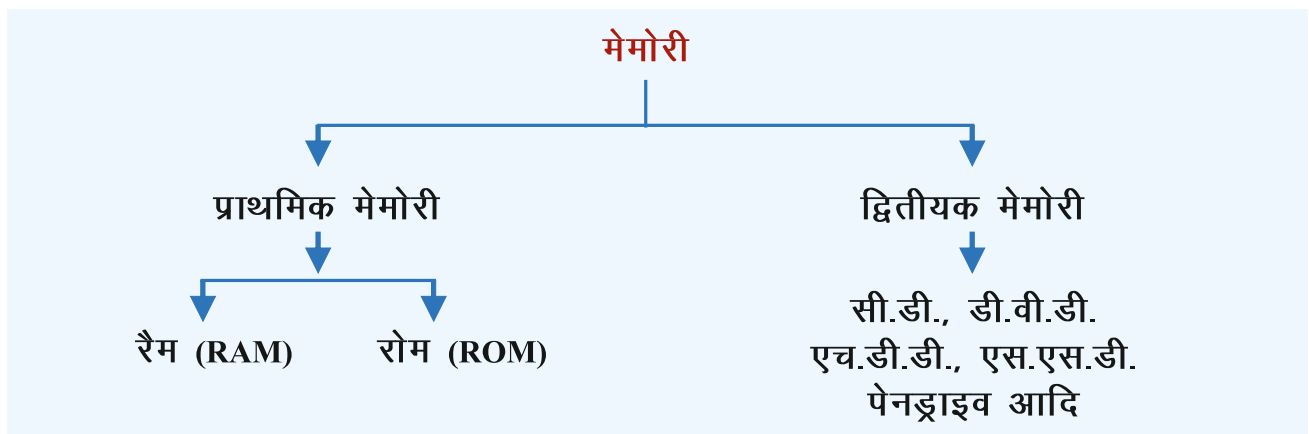 मेमोरी
प्राथमिक मेमोरी
द्वितीयक मेमोरी
रैम (RAM)
रोम (ROM)
सी.डी., डी.वी.डी.
एच.डी.डी., एस.एस.डी.
पेनड्राइव आदि